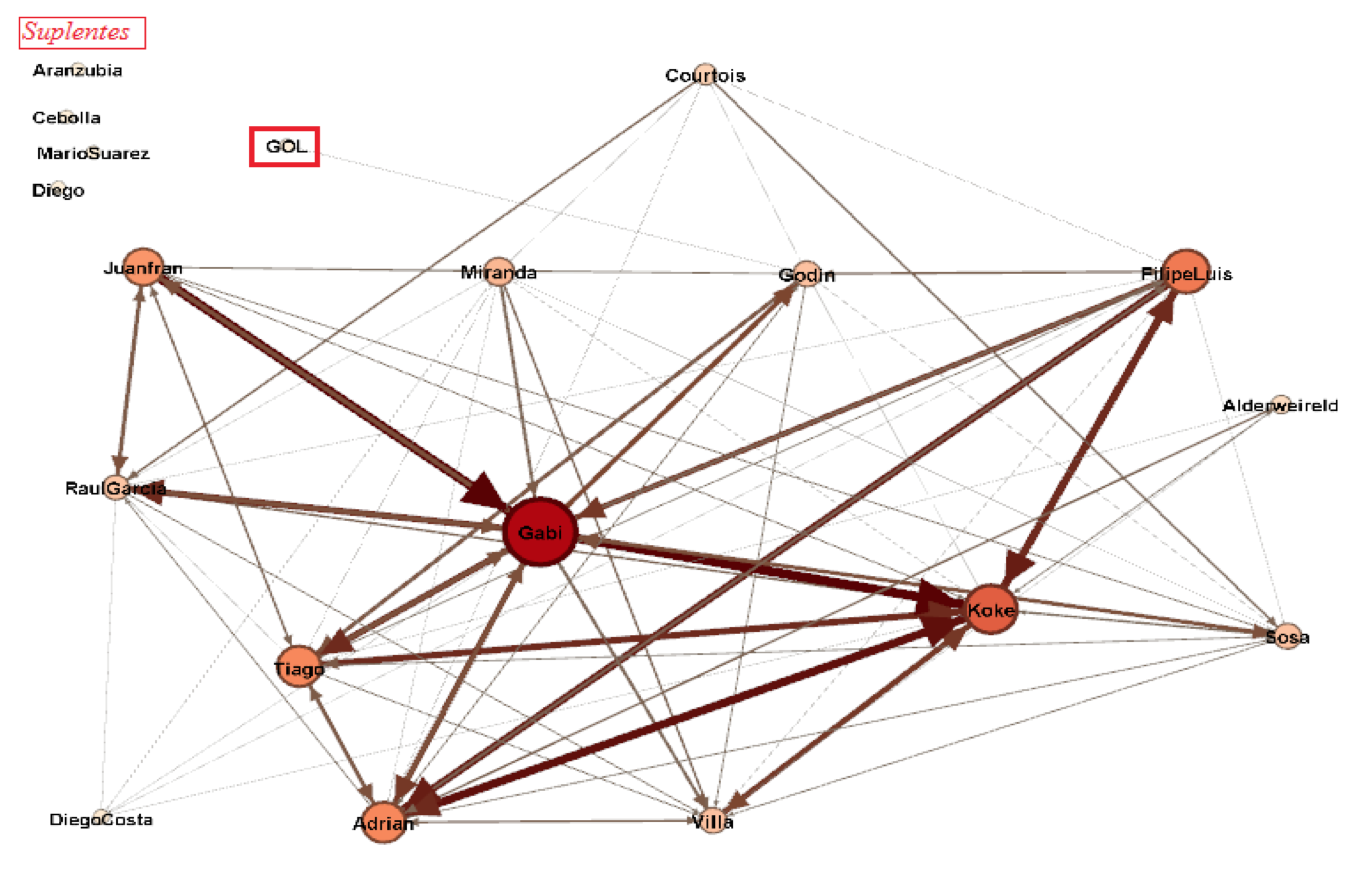 Suplentes
Aranzubia
Courtois
Cebolla
GOL
MarioSuarez
Diego
Juanfran
Miranda
Godin
FilipeLuis
Alderweireld
RaulGarcia
Gabi
Koke
Sosa
Tiago
DiegoCosta
Adrian
Villa